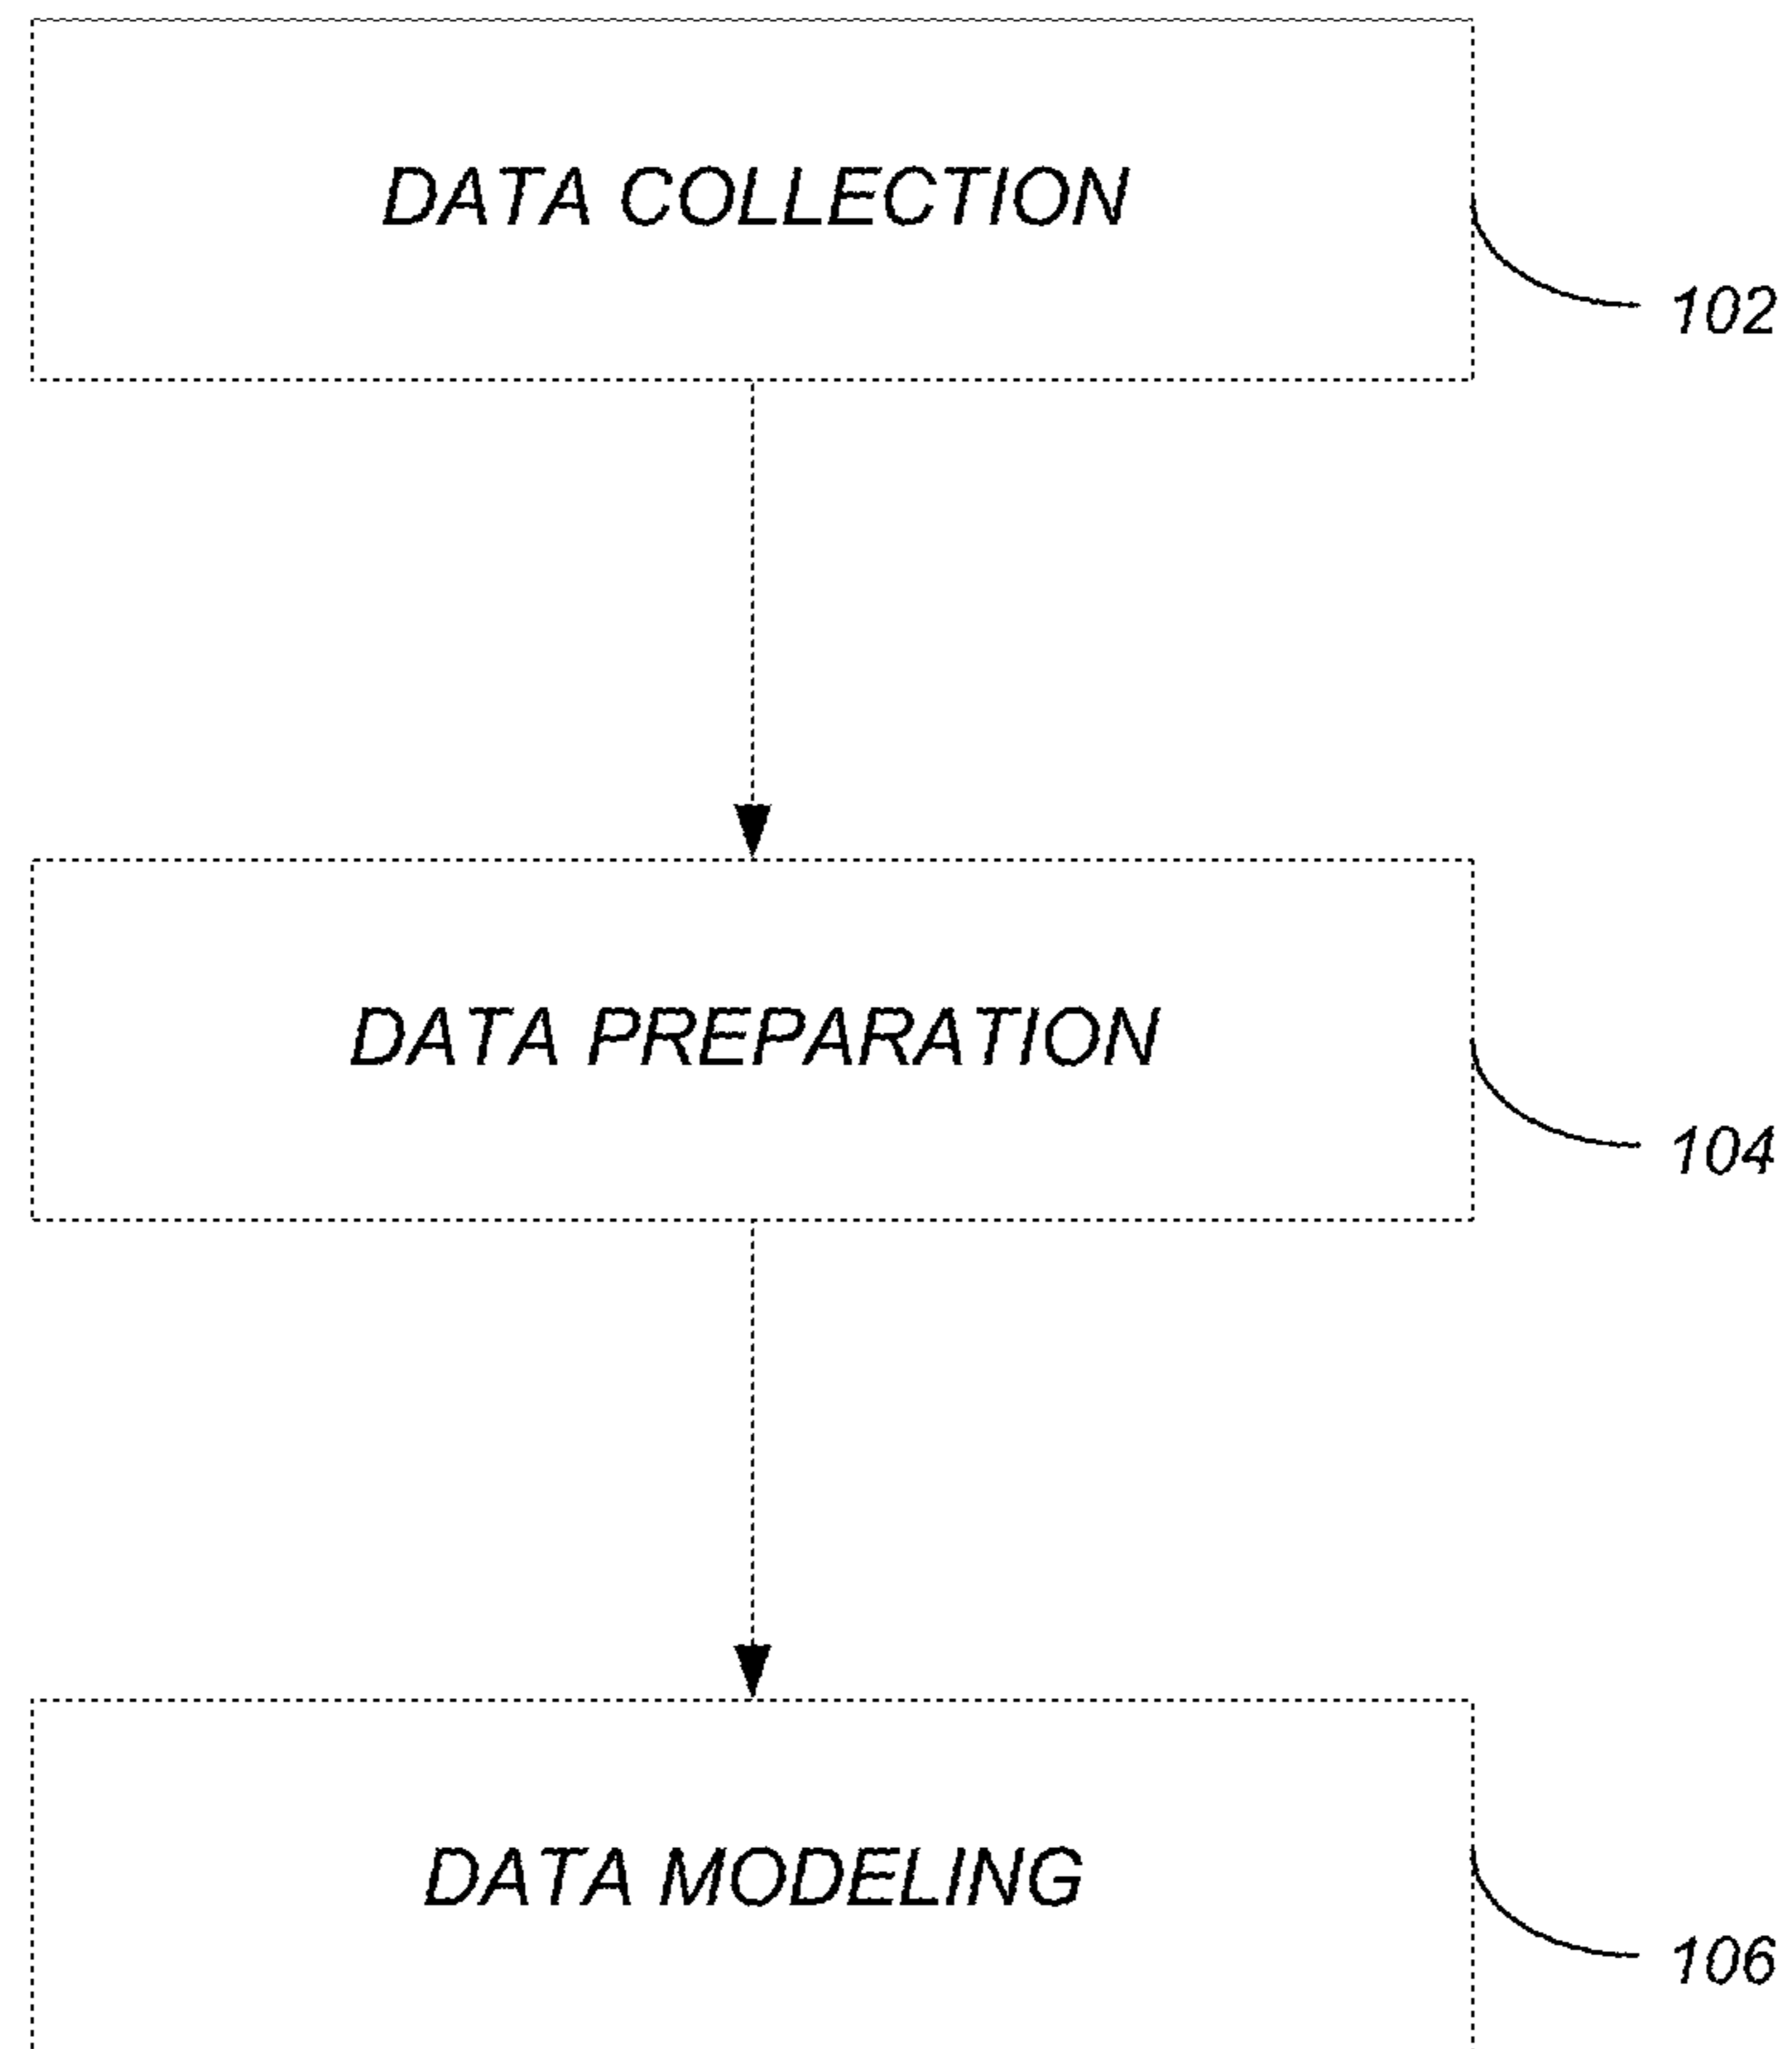 DATA COLLECTION
102
DATA PREPARATION
104
DATA MODELING
106